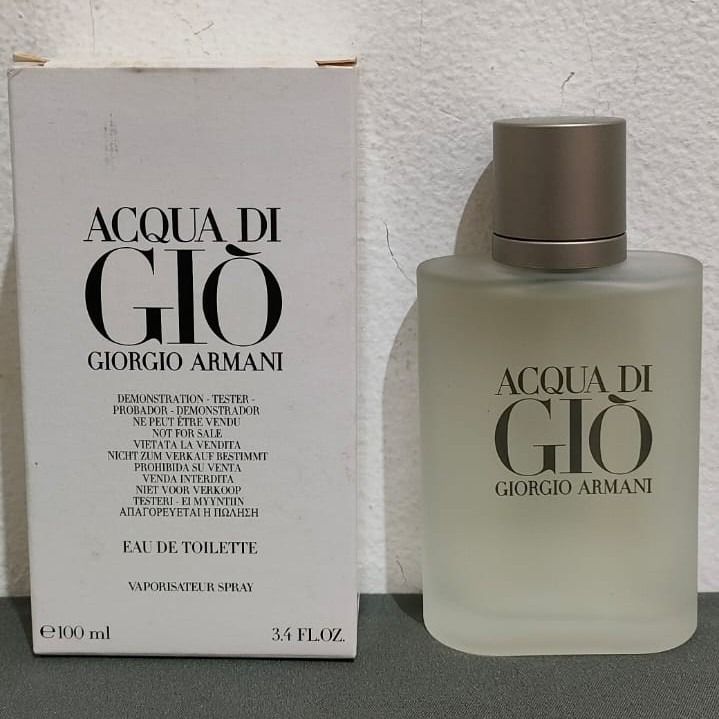 ACQUA DI
GIÒ
GIORGIO ARMANI
DEMONSTRATION - TESTER -
PROBADOR - DEMONSTRADOR
NE PEUT ÊTRE VENDU
NOT FOR SALE
VIETATA LA VENDITA
NICHT ZUM VERKAUF BESTIMMT
PROHIBIDA SU VENTA
VENDA INTERDITA
NIET VOOR VERKOOP
TESTERI - EI MYYNTIIN
ΑΠΑΓΟΡΕΥΕΤΑΙ Η ΠΩΛΗΣΗ
EAU DE TOILETTE
VAPORISATEUR SPRAY
℮100 ml 3.4 FL.OZ.
ACQUA DI
GIÒ
GIORGIO ARMANI